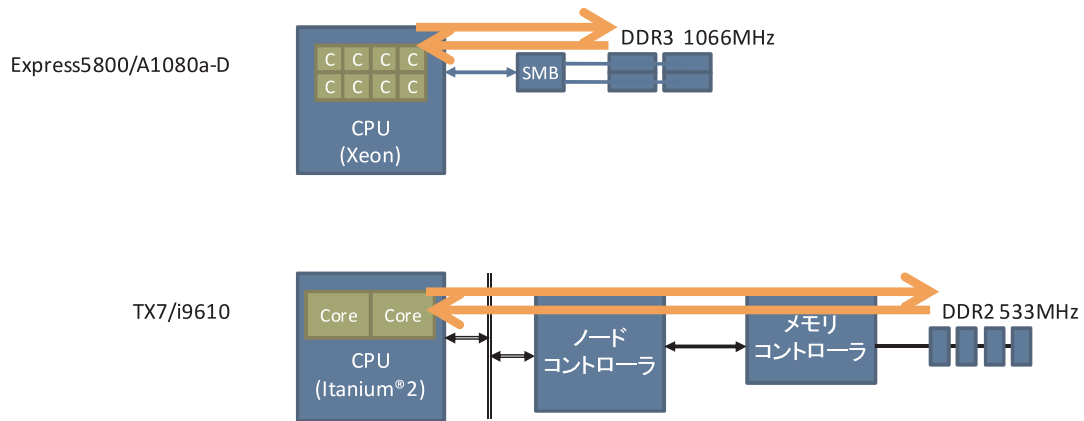 Express5800/A1080a-D
C C C C
C C C C
CPU
(Xeon)
SMB
DDR3 1066MHz
TX7/i9610
Core Core
CPU
(Itanium®2)
ノード
コントローラ
メモリ
コントローラ
DDR2 533MHz